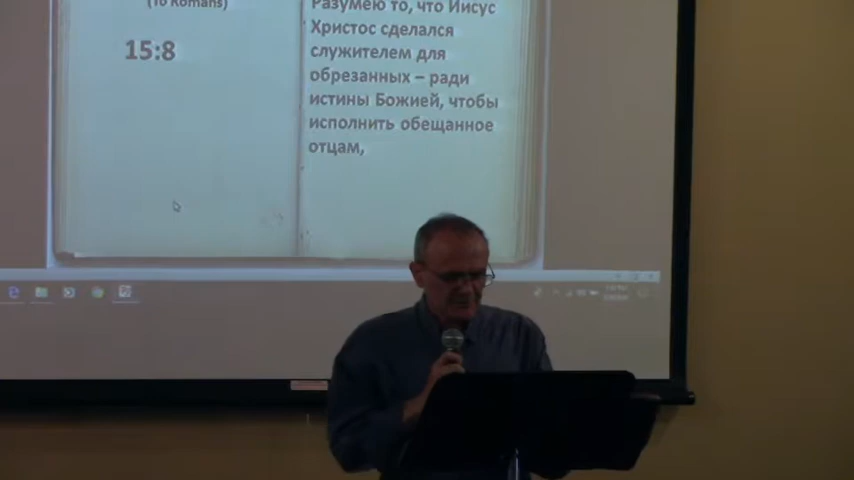 (To Romans)
15:8
Разумею то, что Иисус
Христос сделался
служителем для
обрезанных – ради
истины Божией, чтобы
исполнить обещанное
отцам,